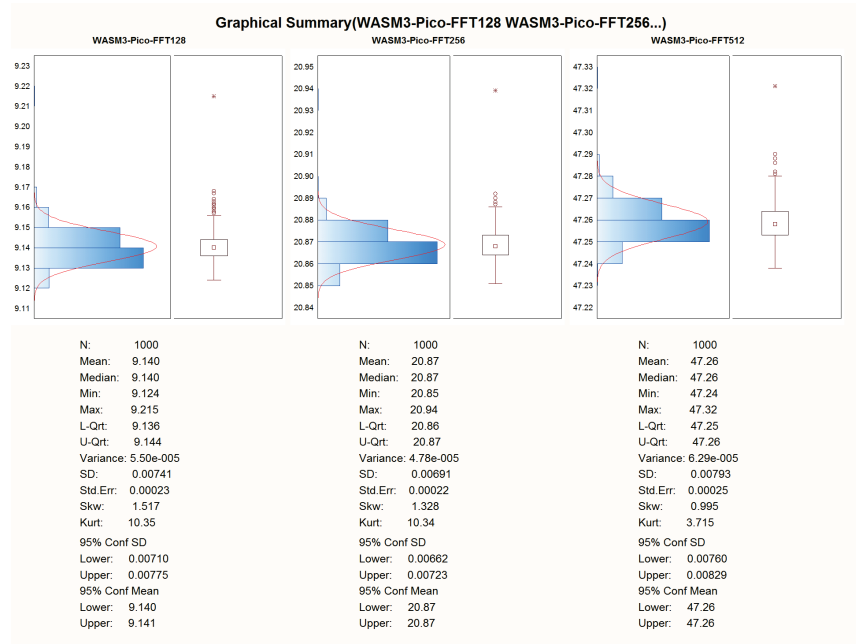 Graphical Summary(WASM3-Pico-FFT128 WASM3-Pico-FFT256...)
WASM3-Pico-FFT128
9.23
9.22
9.21
9.20
9.19
9.18
9.17
9.16
9.15
9.14
9.13
9.12
9.11
N: 1000
Mean: 9.140
Median: 9.140
Min: 9.124
Max: 9.215
L-Qrt: 9.136
U-Qrt: 9.144
Variance: 5.50e-005
SD: 0.00741
Std.Err: 0.00023
Skw: 1.517
Kurt: 10.35
95% Conf SD
Lower: 0.00710
Upper: 0.00775
95% Conf Mean
Lower: 9.140
Upper: 9.141
WASM3-Pico-FFT256
20.95
20.94
20.93
20.92
20.91
20.90
20.89
20.88
20.87
20.86
20.85
20.84
N: 1000
Mean: 20.87
Median: 20.87
Min: 20.85
Max: 20.94
L-Qrt: 20.86
U-Qrt: 20.87
Variance: 4.78e-005
SD: 0.00691
Std.Err: 0.00022
Skw: 1.328
Kurt: 10.34
95% Conf SD
Lower: 0.00662
Upper: 0.00723
95% Conf Mean
Lower: 20.87
Upper: 20.87
WASM3-Pico-FFT512
47.33
47.32
47.31
47.30
47.29
47.28
47.27
47.26
47.25
47.24
47.23
47.22
N: 1000
Mean: 47.26
Median: 47.26
Min: 47.24
Max: 47.32
L-Qrt: 47.25
U-Qrt: 47.26
Variance: 6.29e-005
SD: 0.00793
Std.Err: 0.00025
Skw: 0.995
Kurt: 3.715
95% Conf SD
Lower: 0.00760
Upper: 0.00829
95% Conf Mean
Lower: 47.26
Upper: 47.26